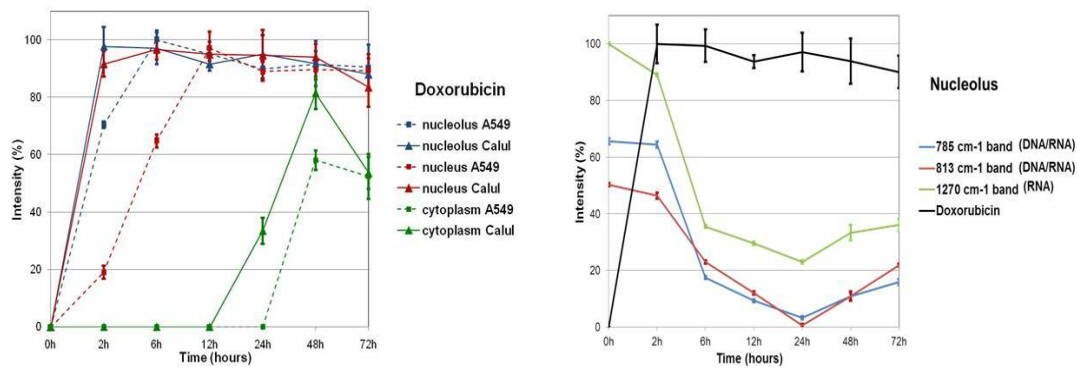 100
80
60
40
20
0
Intensity (%)
0h 2h 6h 12h 24h 48h 72h
Time (hours)
Doxorubicin
nucleolus A549
nucleolus Calul
nucleus A549
nucleus Calul
cytoplasm A549
cytoplasm Calul
100
80
60
40
20
0
Intensity (%)
0h 2h 6h 12h 24h 48h 72h
Time (hours)
Nucleolus
785 cm-1 band (DNA/RNA)
813 cm-1 band (DNA/RNA)
1270 cm-1 band (RNA)
Doxorubicin